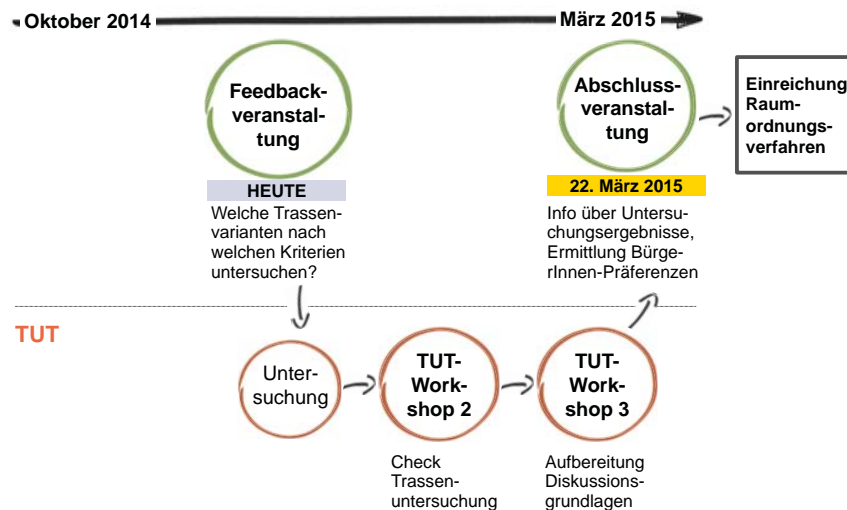 Oktober 2014
März 2015
Feedback-
veranstal-
tung
HEUTE
Welche Trassen-
varianten nach
welchen Kriterien
untersuchen?
Abschluss-
veranstal-
tung
22. März 2015
Info über Untersu-
chungsergebnisse,
Ermittlung Bürge-
rInnen-Präferenzen
Einreichung
Raum-
ordnungs-
verfahren
TUT
Unter-
suchung
TUT-
Work-
shop 2
Check
Trassen-
untersuchung
TUT-
Work-
shop 3
Aufbereitung
Diskussions-
grundlagen